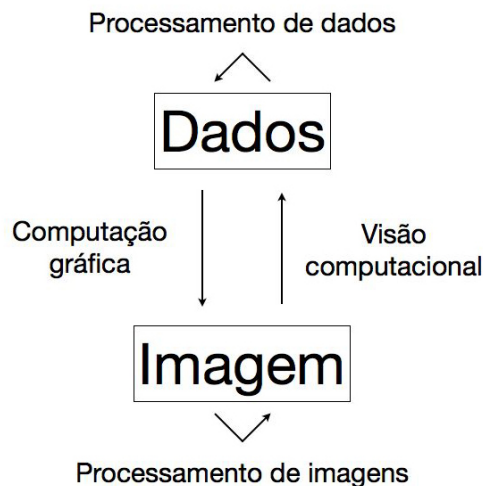 Processamento de dados
Dados
Computação
gráfica
Visão
computacional
Imagem
Processamento de imagens